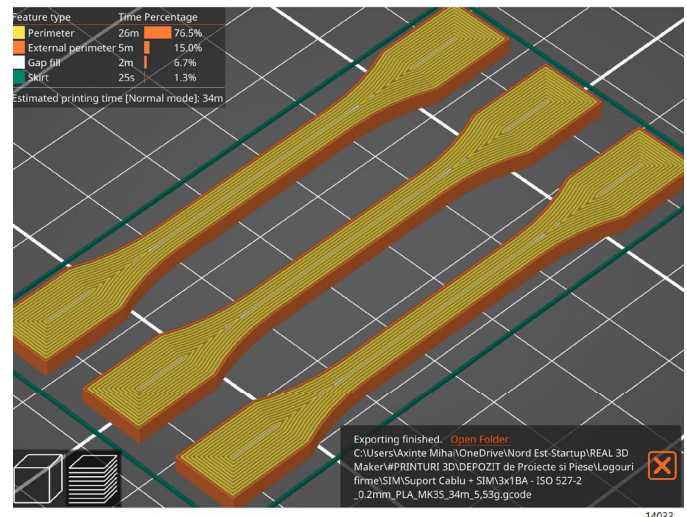 Feature type Time Percentage
Perimeter 26m 76.5%
External perimeter 5m 15.0%
Gap fill 2m 6.7%
Skirt 25s 1.3%
Estimated printing time [Normal mode]: 34m
Exporting finished. Open Folder.
C:\Users\Axinte Mihai\OneDrive\Nord Est-Startup\REAL 3D
Maker\#PRINTURI 3D\DEPOZIT de Proiecte si Piese\Logouri
firme\SIM\Suport Cablu + SIM\3x1BA - ISO 527-2
_0.2mm_PLA_MK3S_34m_5,53g.gcode